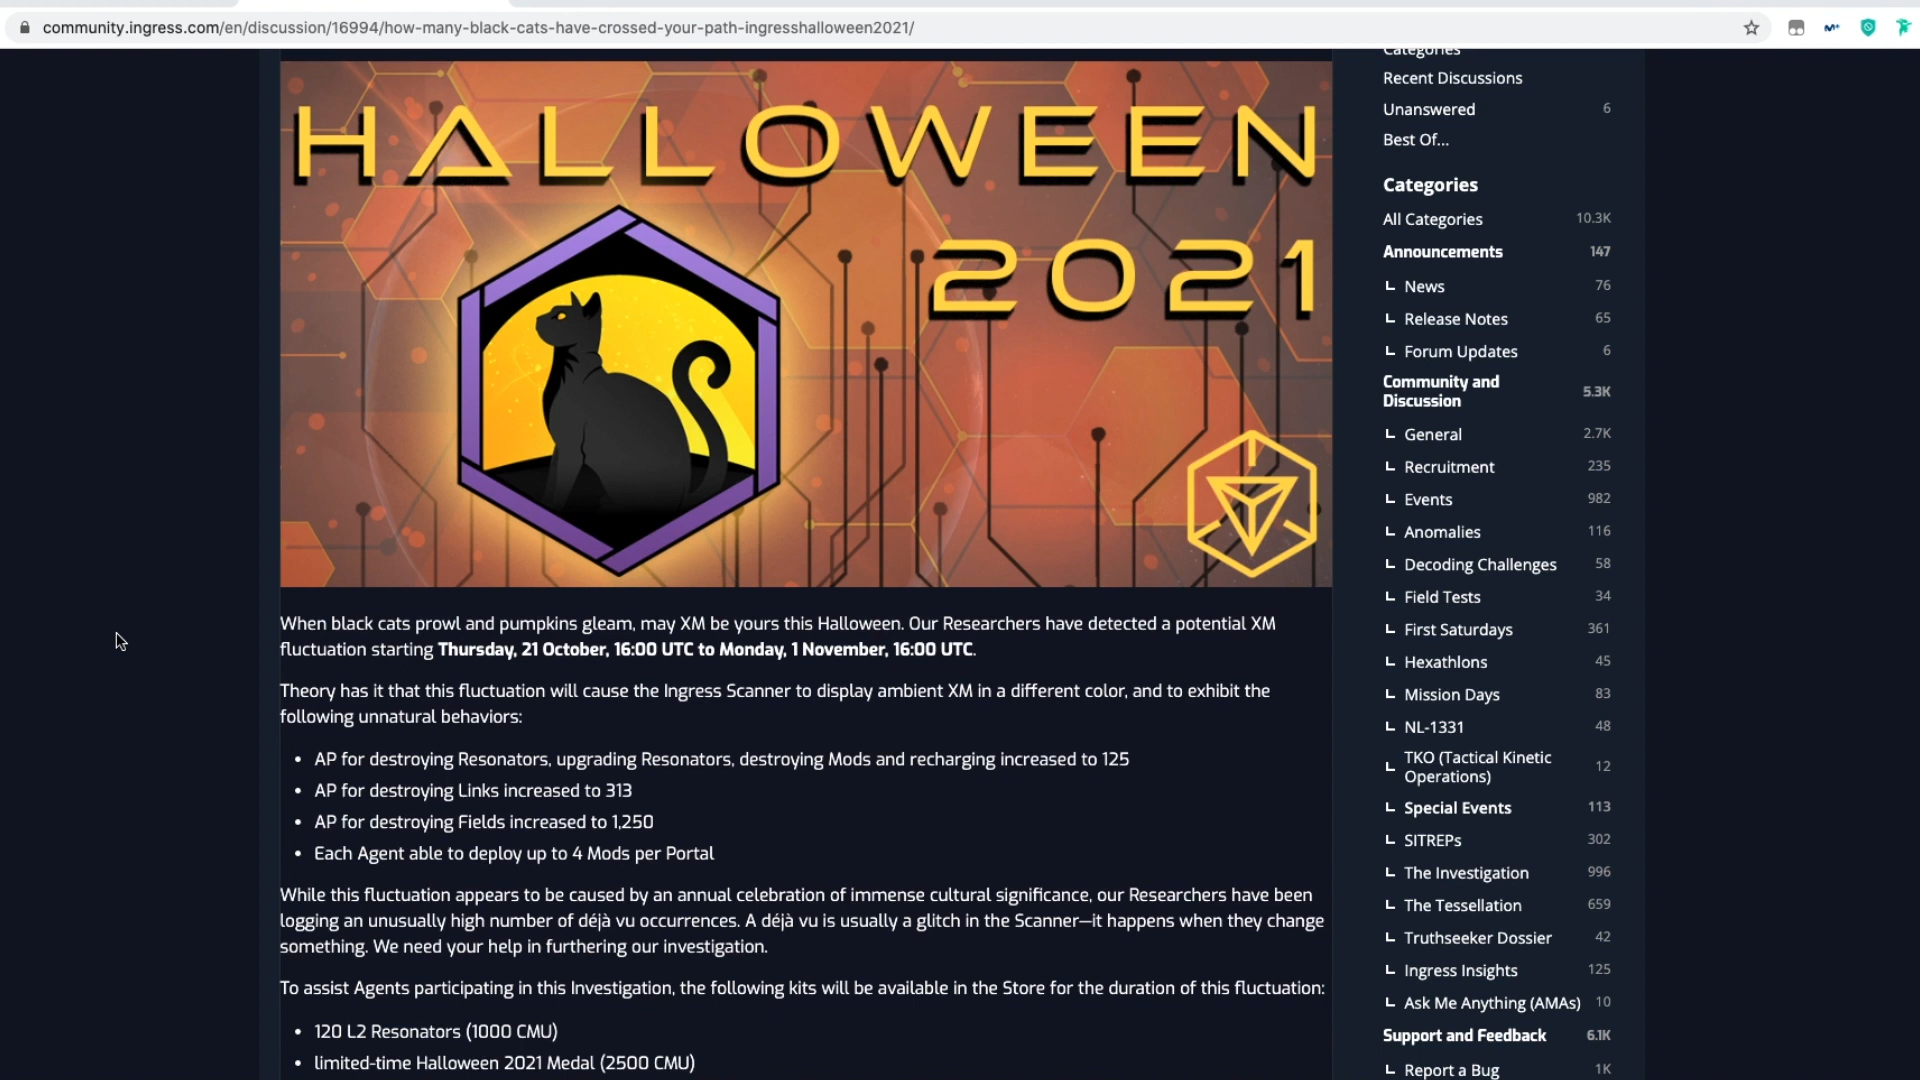 community.ingress.com/en/discussion/16994/how-many-black-cats-have-crossed-your-path-ingresshalloween2021/
HALLOWEEN
2021
When black cats prowl and pumpkins gleam, may XM be yours this Halloween. Our Researchers have detected a potential XM
fluctuation starting Thursday, 21 October, 16:00 UTC to Monday, 1 November, 16:00 UTC.
Theory has it that this fluctuation will cause the Ingress Scanner to display ambient XM in a different color, and to exhibit the
following unnatural behaviors:
• AP for destroying Resonators, upgrading Resonators, destroying Mods and recharging increased to 125
• AP for destroying Links increased to 313
• AP for destroying Fields increased to 1,250
• Each Agent able to deploy up to 4 Mods per Portal
While this fluctuation appears to be caused by an annual celebration of immense cultural significance, our Researchers have been
logging an unusually high number of déjà vu occurrences. A déjà vu is usually a glitch in the Scanner—it happens when they change
something. We need your help in furthering our investigation.
To assist Agents participating in this Investigation, the following kits will be available in the Store for the duration of this fluctuation:
• 120 L2 Resonators (1000 CMU)
• limited-time Halloween 2021 Medal (2500 CMU)
Categories
Recent Discussions
Unanswered 6
Best Of...
Categories
All Categories 10.3K
Announcements 147
News 76
Release Notes 65
Forum Updates 6
Community and
Discussion 5.3K
General 2.7K
Recruitment 235
Events 982
Anomalies 116
Decoding Challenges 58
Field Tests 34
First Saturdays 361
Hexathlons 45
Mission Days 83
NL-1331 48
TKO (Tactical Kinetic
Operations) 12
Special Events 113
SITREPs 302
The Investigation 996
The Tessellation 659
Truthseeker Dossier 42
Ingress Insights 125
Ask Me Anything (AMAs) 10
Support and Feedback 6.1K
Report a Bug 1K